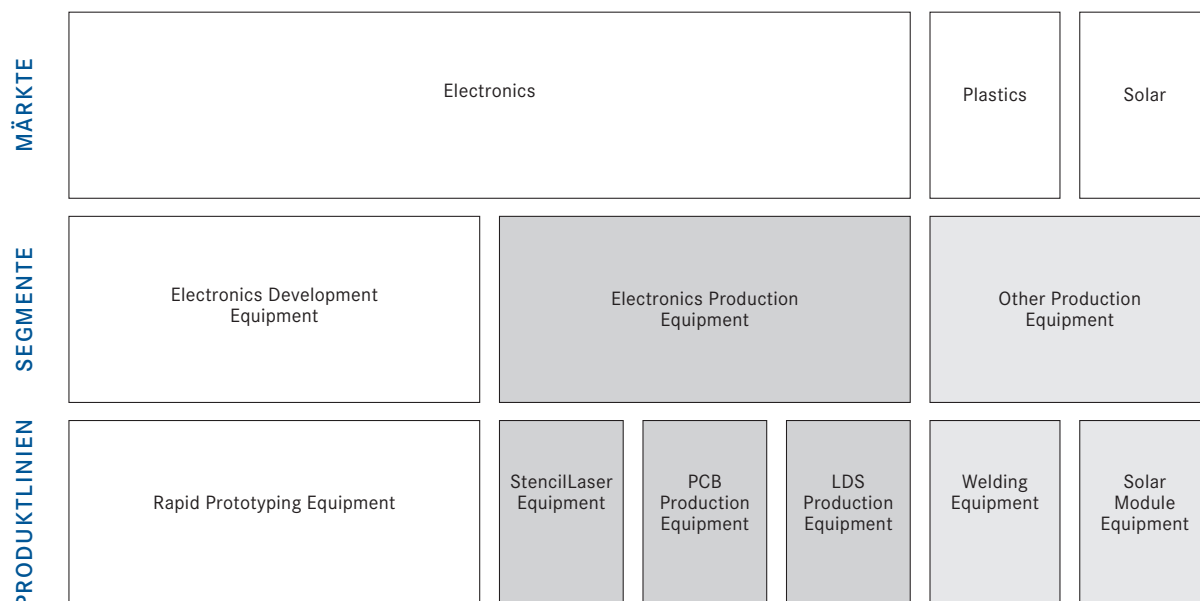 MÄRKTE
Electronics
Plastics
Solar
SEGMENTE
Electronics Development
Equipment
Electronics Production
Equipment
Other Production
Equipment
PRODUKTLINIEN
Rapid Prototyping Equipment
StencilLaser
Equipment
PCB
Production
Equipment
LDS
Production
Equipment
Welding
Equipment
Solar
Module
Equipment